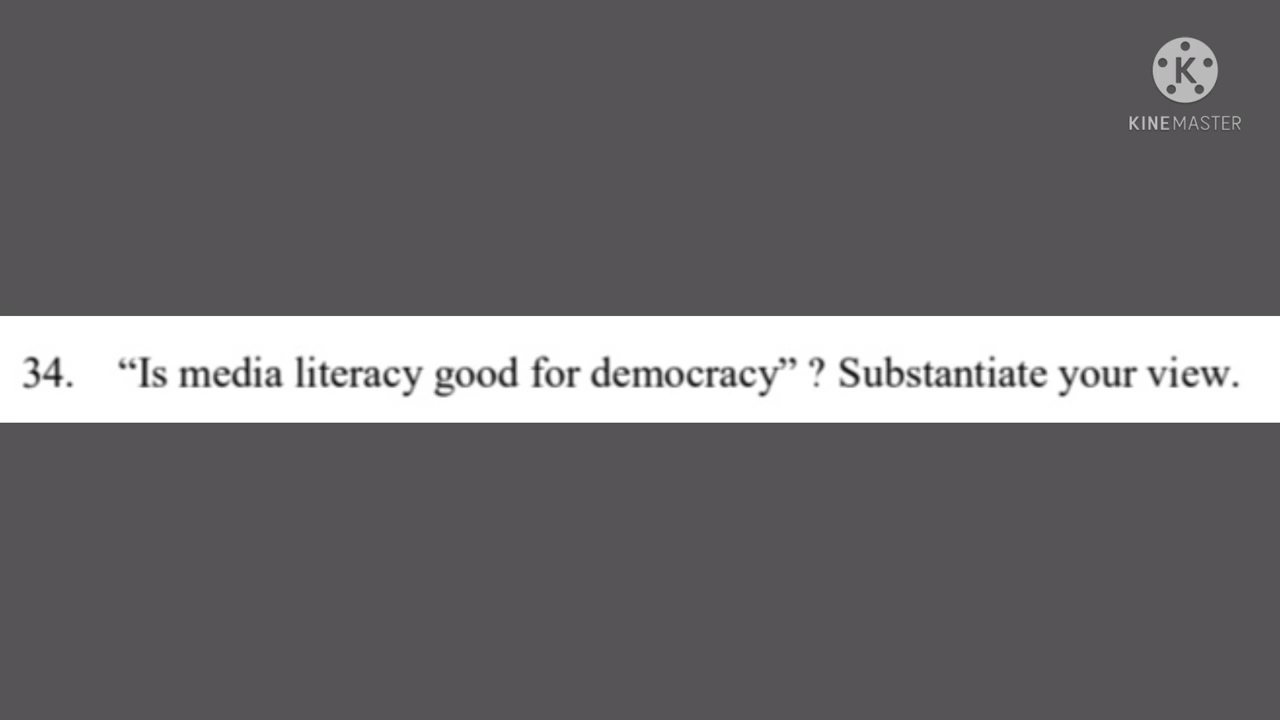 KINEMASTER
34. “Is media literacy good for democracy” ? Substantiate your view.